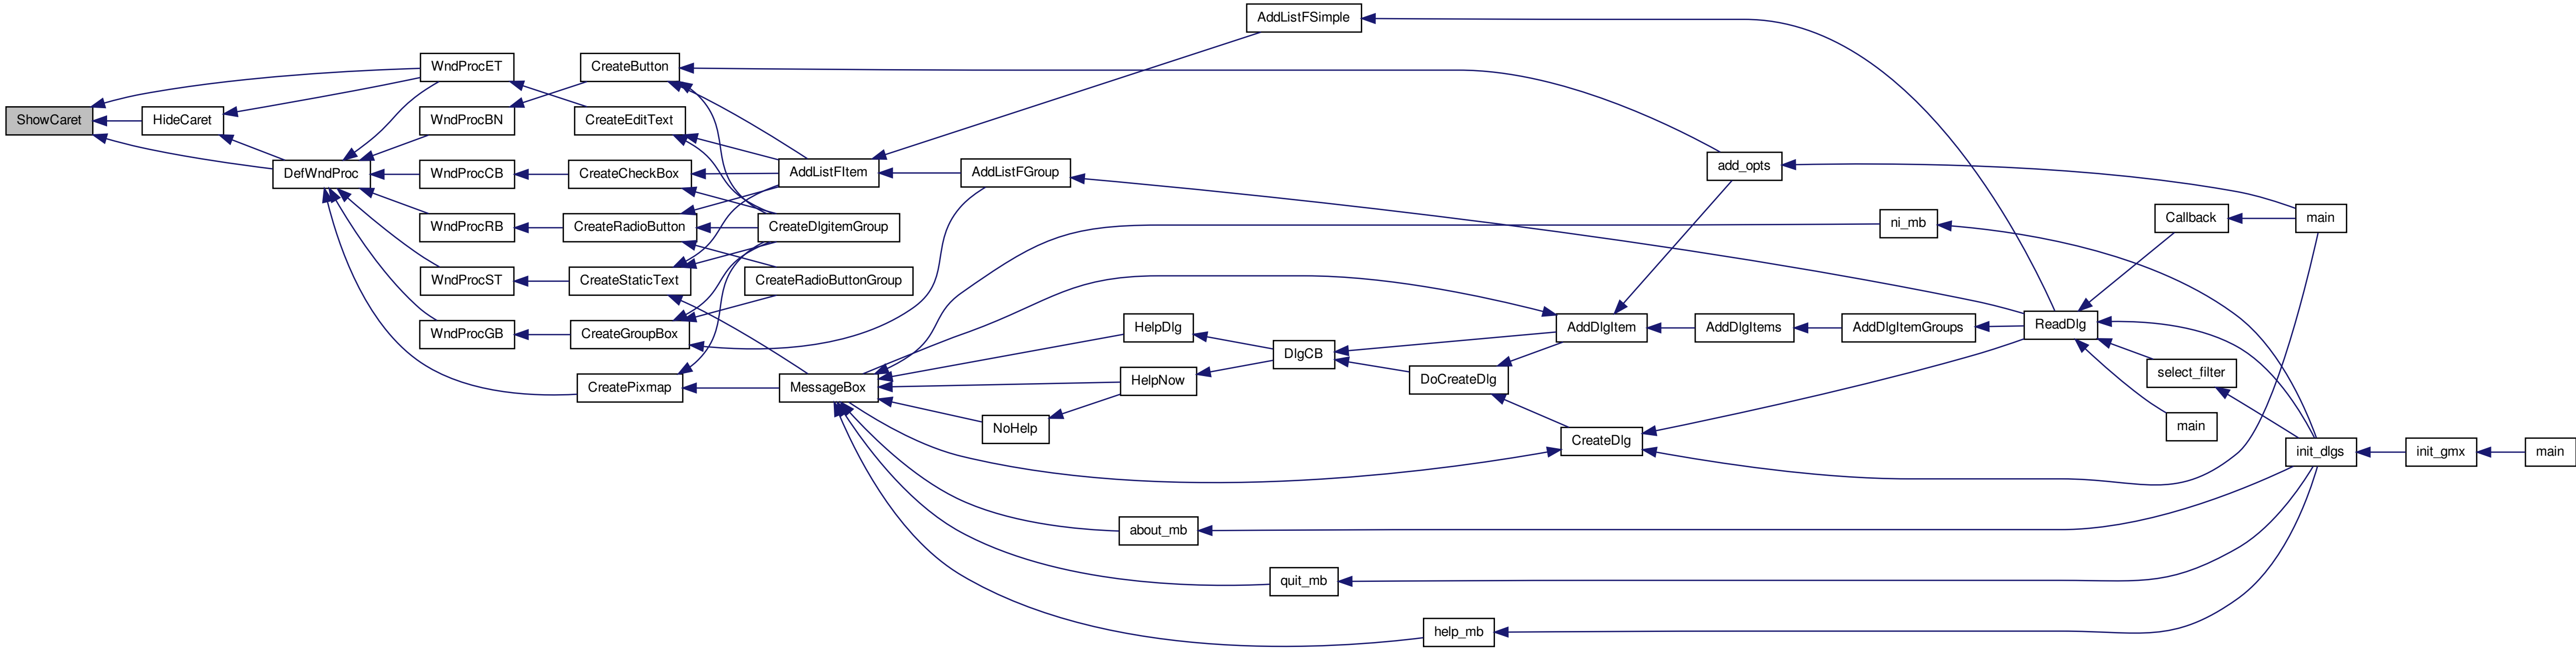 ShowCaret
HideCaret
DefWndProc
WndProcET
WndProcBN
WndProcCB
WndProcRB
WndProcST
WndProcGB
CreateButton
CreateEditText
CreateCheckBox
CreateRadioButton
CreateStaticText
CreateGroupBox
CreatePixmap
AddListFItem
CreateDlgitemGroup
CreateRadioButtonGroup
MessageBox
AddListFGroup
NoHelp
HelpDlg
HelpNow
about_mb
AddListFSimple
DlgCB
quit_mb
DoCreateDlg
help_mb
AddDlgItem
CreateDlg
add_opts
AddDlgItems
ni_mb
AddDlgItemGroups
ReadDlg
Callback
select_filter
main
main
init_dlgs
init_gmx
main